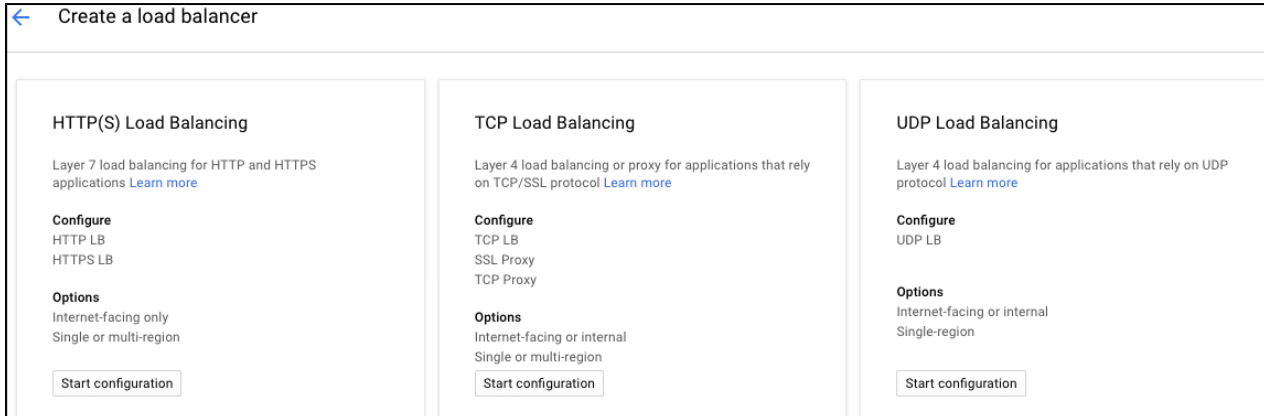 Create a load balancer
HTTP(S) Load Balancing
Layer 7 load balancing for HTTP and HTTPS
applications Learn more
Configure
HTTP LB
HTTPS LB
Options
Internet-facing only
Single or multi-region
Start configuration
TCP Load Balancing
Layer 4 load balancing or proxy for applications that rely
on TCP/SSL protocol Learn more
Configure
TCP LB
SSL Proxy
TCP Proxy
Options
Internet-facing or internal
Single or multi-region
Start configuration
UDP Load Balancing
Layer 4 load balancing for applications that rely on UDP
protocol Learn more
Configure
UDP LB
Options
Internet-facing or internal
Single-region
Start configuration